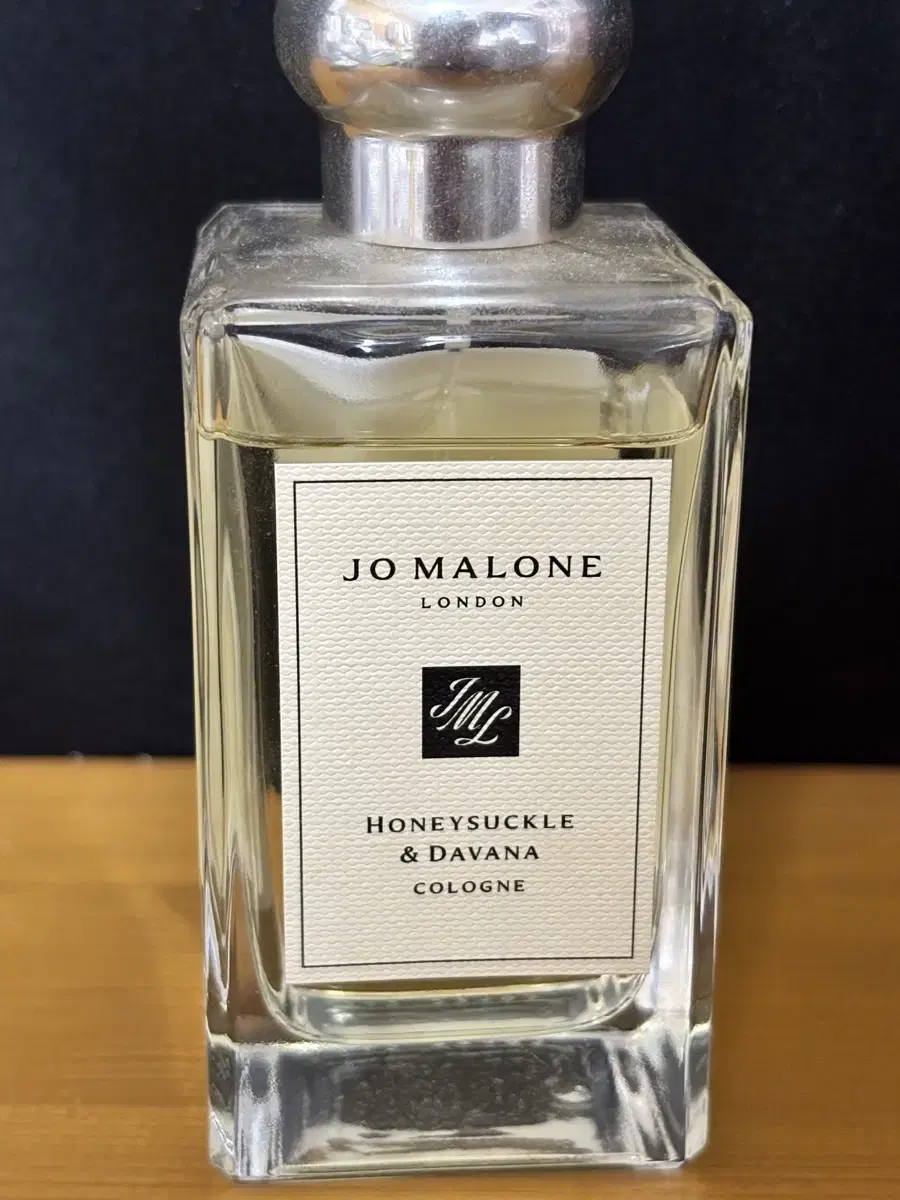 JO MALONE
LONDON
JML
HONEYSUCKLE
& DAVANA
COLOGNE